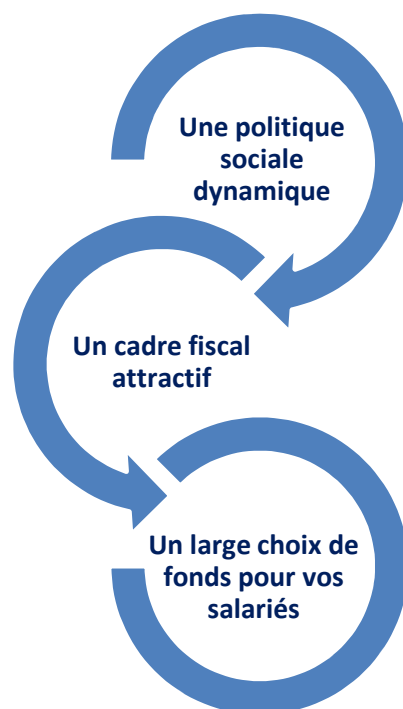 Une politique
sociale
dynamique
Un cadre fiscal
attractif
Un large choix de
fonds pour vos
salariés